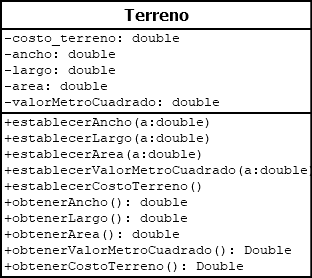 Terreno
-costo_terreno: double
-ancho: double
-largo: double
-area: double
-valorMetroCuadrado: double
+establecerAncho(a:double)
+establecerLargo(a:double)
+establecerArea(a:double)
+establecerValorMetroCuadrado(a:double)
+establecerCostoTerreno()
+obtenerAncho(): double
+obtenerLargo(): double
+obtenerArea(): double
+obtenerValorMetroCuadrado(): Double
+obtenerCostoTerreno(): Double